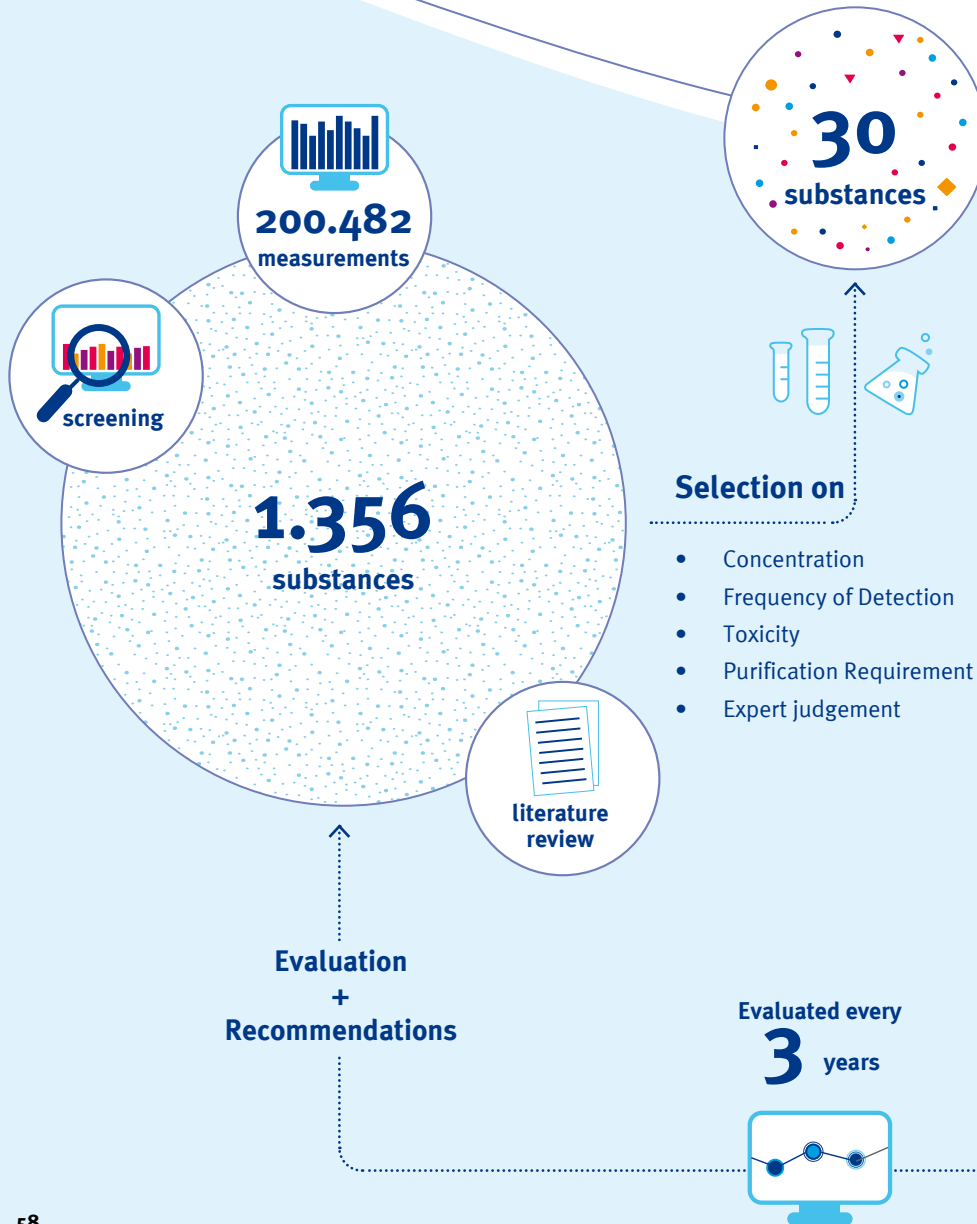 30
substances
200.482
measurements
screening
1.356
substances
Selection on
• Concentration
• Frequency of Detection
• Toxicity
• Purification Requirement
• Expert judgement
literature
review
Evaluation
+
Recommendations
Evaluated every
3 years
58